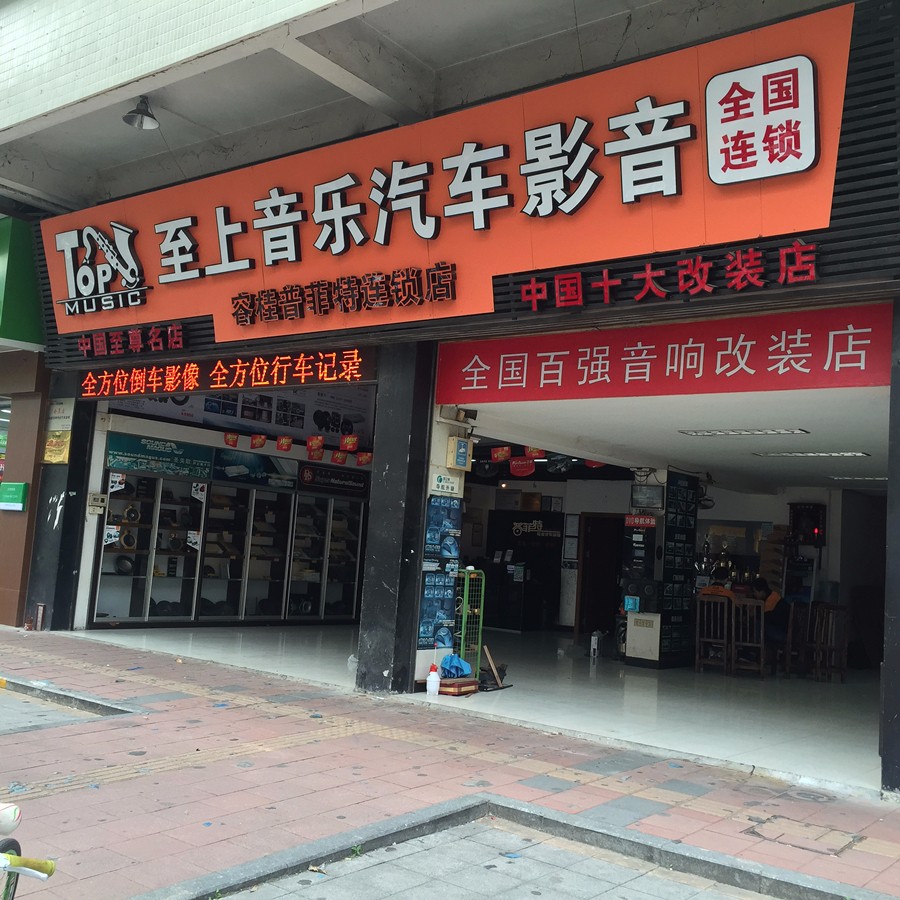 TOP
MUSIC
至上音乐汽车影音
全国
连锁
容桂普菲特连锁店
中国至尊名店
中国十大改装店
全方位倒车影像 全方位行车记录
全国百强音响改装店